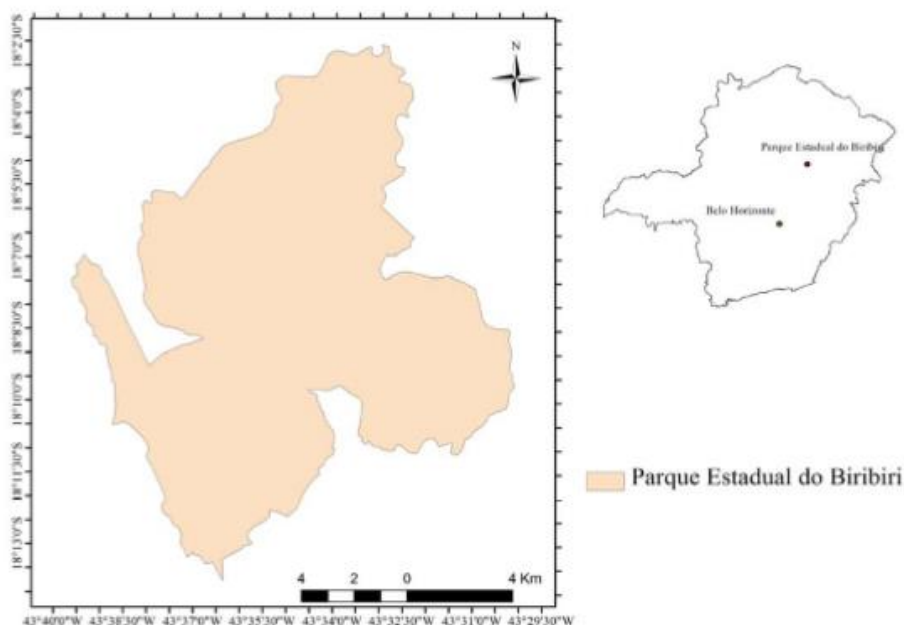 N
18°2'30"S
18°4'0"S
18°5'30"S
18°7'0"S
18°8'30"S
18°10'0"S
18°11'30"S
18°13'0"S
4 2 0 4 Km
43°40'0"W 43°38'30"W 43°37'0"W 43°35'30"W 43°34'0"W 43°32'30"W 43°31'0"W 43°29'30"W
Parque Estadual do Biribiri
Belo Horizonte
Parque Estadual do Biribiri